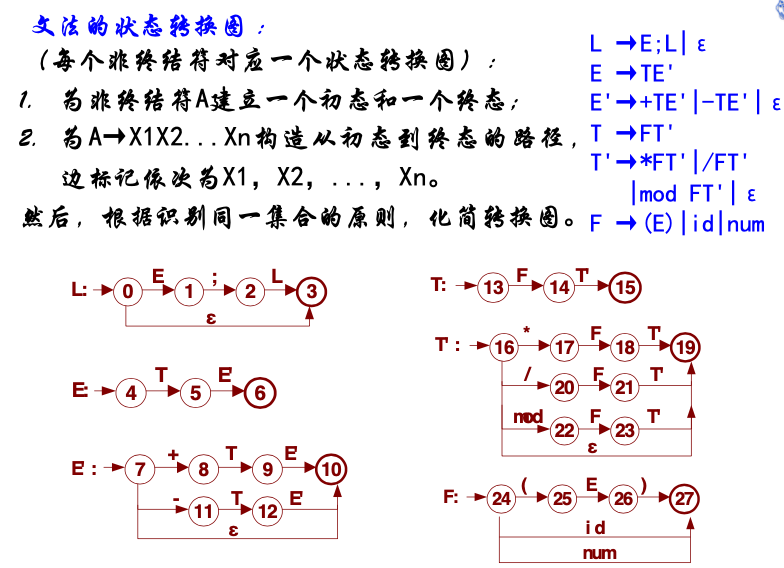 文法的状态转换图：
（每个非终结符对应一个状态转换图）：
1. 为非终结符A建立一个初态和一个终态；
2. 为A→X1X2...Xn构造从初态到终态的路径，
边标记依次为X1，X2，...，Xn。
然后，根据识别同一集合的原则，化简转换图。
L →E;L| ε
E →TE'
E'→+TE'|-TE'| ε
T →FT'
T'→*FT'|/FT'
|mod FT'| ε
F →(E)|id|num
L: 0 E 1 ; 2 L 3
ε
E: 4 T 5 E' 6
E': 7 + 8 T 9 E' 10
- 11 T 12 E'
ε
T: 13 F 14 T' 15
T': 16 * 17 F 18 T' 19
/ 20 F 21 T'
mod 22 F 23 T'
ε
F: 24 ( 25 E 26 ) 27
id
num